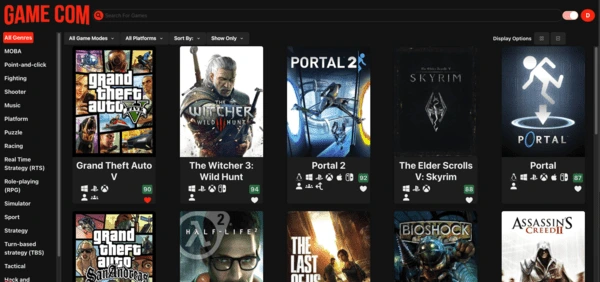 GAME COM
Search For Games
D
All Genres
All Game Modes
All Platforms
Sort By:
Show Only
Display Options
MOBA
Point-and-click
Fighting
Shooter
Music
Platform
Puzzle
Racing
Real Time
Strategy (RTS)
Role-playing
(RPG)
Simulator
Sport
Strategy
Turn-based
strategy (TBS)
Tactical
Hack and
grand
theft
auto
V
Grand Theft Auto
V
90
THE
WITCHER
WILD HUNT
The Witcher 3:
Wild Hunt
94
PORTAL 2
Portal 2
92
SKYRIM
The Elder Scrolls
V: Skyrim
88
PORTAL
Portal
87
grand
theft
auto
SanAndreas
HALF-LIFE 2
THE
LAST
OF US
BIOSHOCK
ASSASSIN'S
CREED II